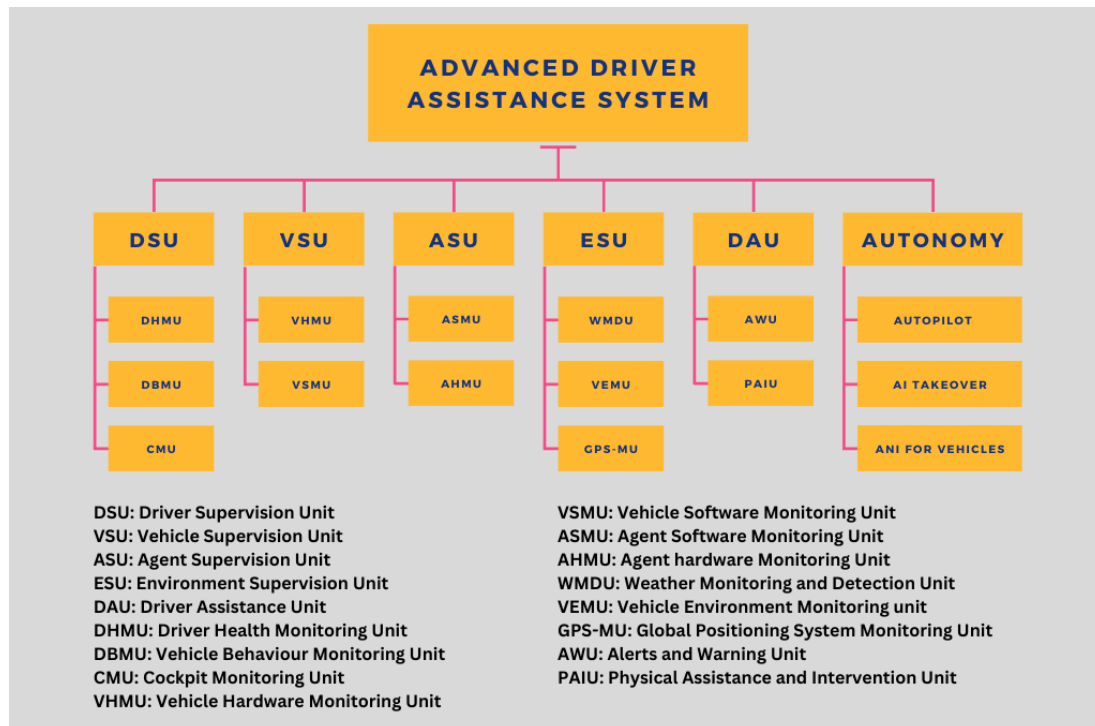 ADVANCED DRIVER
ASSISTANCE SYSTEM
DSU
VSU
ASU
ESU
DAU
AUTONOMY
DHMU
VHMU
ASMU
WMDU
AWU
AUTOPILOT
DBMU
VSMU
AHMU
VEMU
PAIU
AI TAKEOVER
CMU
GPS-MU
ANI FOR VEHICLES
DSU: Driver Supervision Unit
VSU: Vehicle Supervision Unit
ASU: Agent Supervision Unit
ESU: Environment Supervision Unit
DAU: Driver Assistance Unit
DHMU: Driver Health Monitoring Unit
DBMU: Vehicle Behaviour Monitoring Unit
CMU: Cockpit Monitoring Unit
VHMU: Vehicle Hardware Monitoring Unit
VSMU: Vehicle Software Monitoring Unit
ASMU: Agent Software Monitoring Unit
AHMU: Agent hardware Monitoring Unit
WMDU: Weather Monitoring and Detection Unit
VEMU: Vehicle Environment Monitoring unit
GPS-MU: Global Positioning System Monitoring Unit
AWU: Alerts and Warning Unit
PAIU: Physical Assistance and Intervention Unit